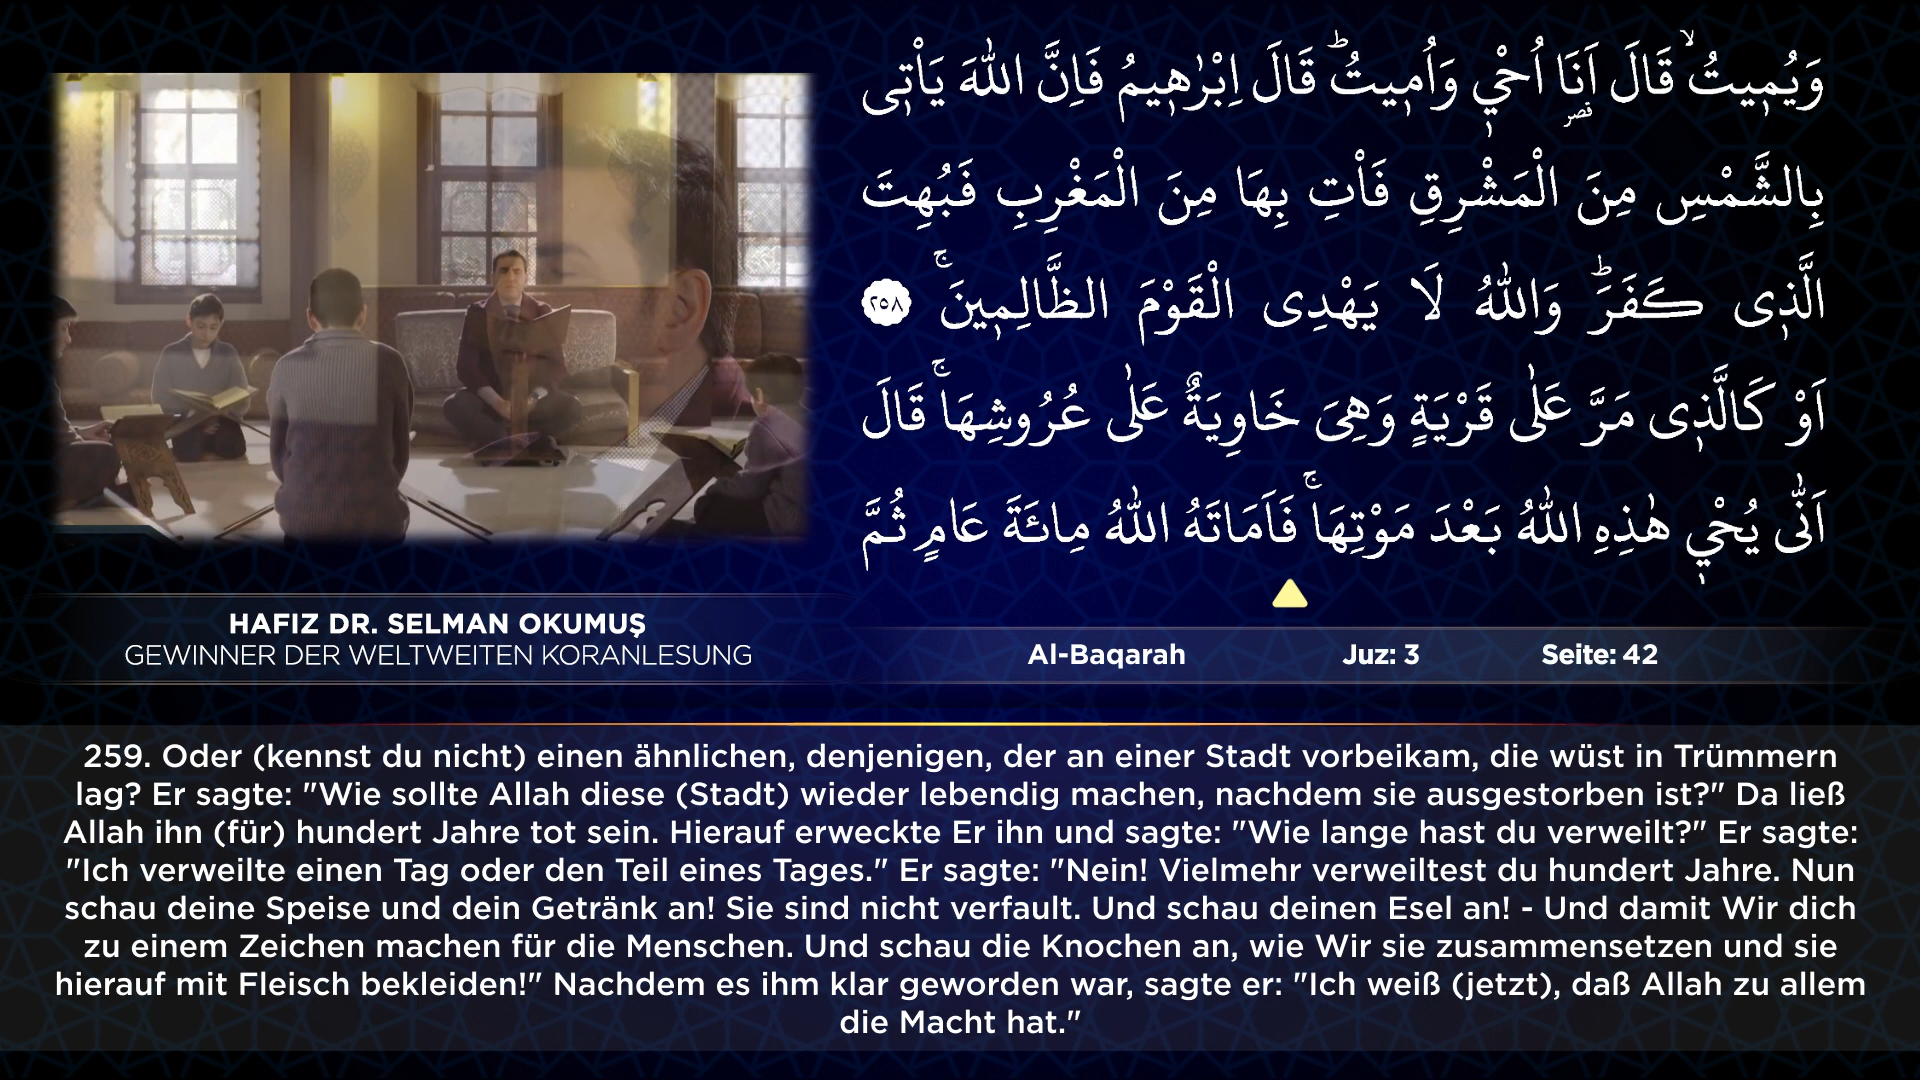 وَيُمٖيتُۙ قَالَ اَنَا۬ اُحْيٖ وَاُمٖيتُۜ قَالَ اِبْرٰهٖيمُ فَاِنَّ اللّٰهَ يَأْتٖى
قصر
بِالشَّمْسِ مِنَ الْمَشْرِقِ فَأْتِ بِهَا مِنَ الْمَغْرِبِ فَبُهِتَ
الَّذٖى كَفَرَۜ وَاللّٰهُ لَا يَهْدِى الْقَوْمَ الظَّالِمٖينَۚ ٢٥٨
اَوْ كَالَّذٖى مَرَّ عَلٰى قَرْيَةٍ وَهِىَ خَاوِيَةٌ عَلٰى عُرُوشِهَاۚ قَالَ
اَنّٰى يُحْيٖ هٰذِهِ اللّٰهُ بَعْدَ مَوْتِهَاۚ فَاَمَاتَهُ اللّٰهُ مِائَةَ عَامٍ ثُمَّ
HAFIZ DR. SELMAN OKUMUŞ
GEWINNER DER WELTWEITEN KORANLESUNG
Al-Baqarah Juz: 3 Seite: 42
259. Oder (kennst du nicht) einen ähnlichen, denjenigen, der an einer Stadt vorbeikam, die wüst in Trümmern
lag? Er sagte: "Wie sollte Allah diese (Stadt) wieder lebendig machen, nachdem sie ausgestorben ist?" Da ließ
Allah ihn (für) hundert Jahre tot sein. Hierauf erweckte Er ihn und sagte: "Wie lange hast du verweilt?" Er sagte:
"Ich verweilte einen Tag oder den Teil eines Tages." Er sagte: "Nein! Vielmehr verweiltest du hundert Jahre. Nun
schau deine Speise und dein Getränk an! Sie sind nicht verfault. Und schau deinen Esel an! - Und damit Wir dich
zu einem Zeichen machen für die Menschen. Und schau die Knochen an, wie Wir sie zusammensetzen und sie
hierauf mit Fleisch bekleiden!" Nachdem es ihm klar geworden war, sagte er: "Ich weiß (jetzt), daß Allah zu allem
die Macht hat."